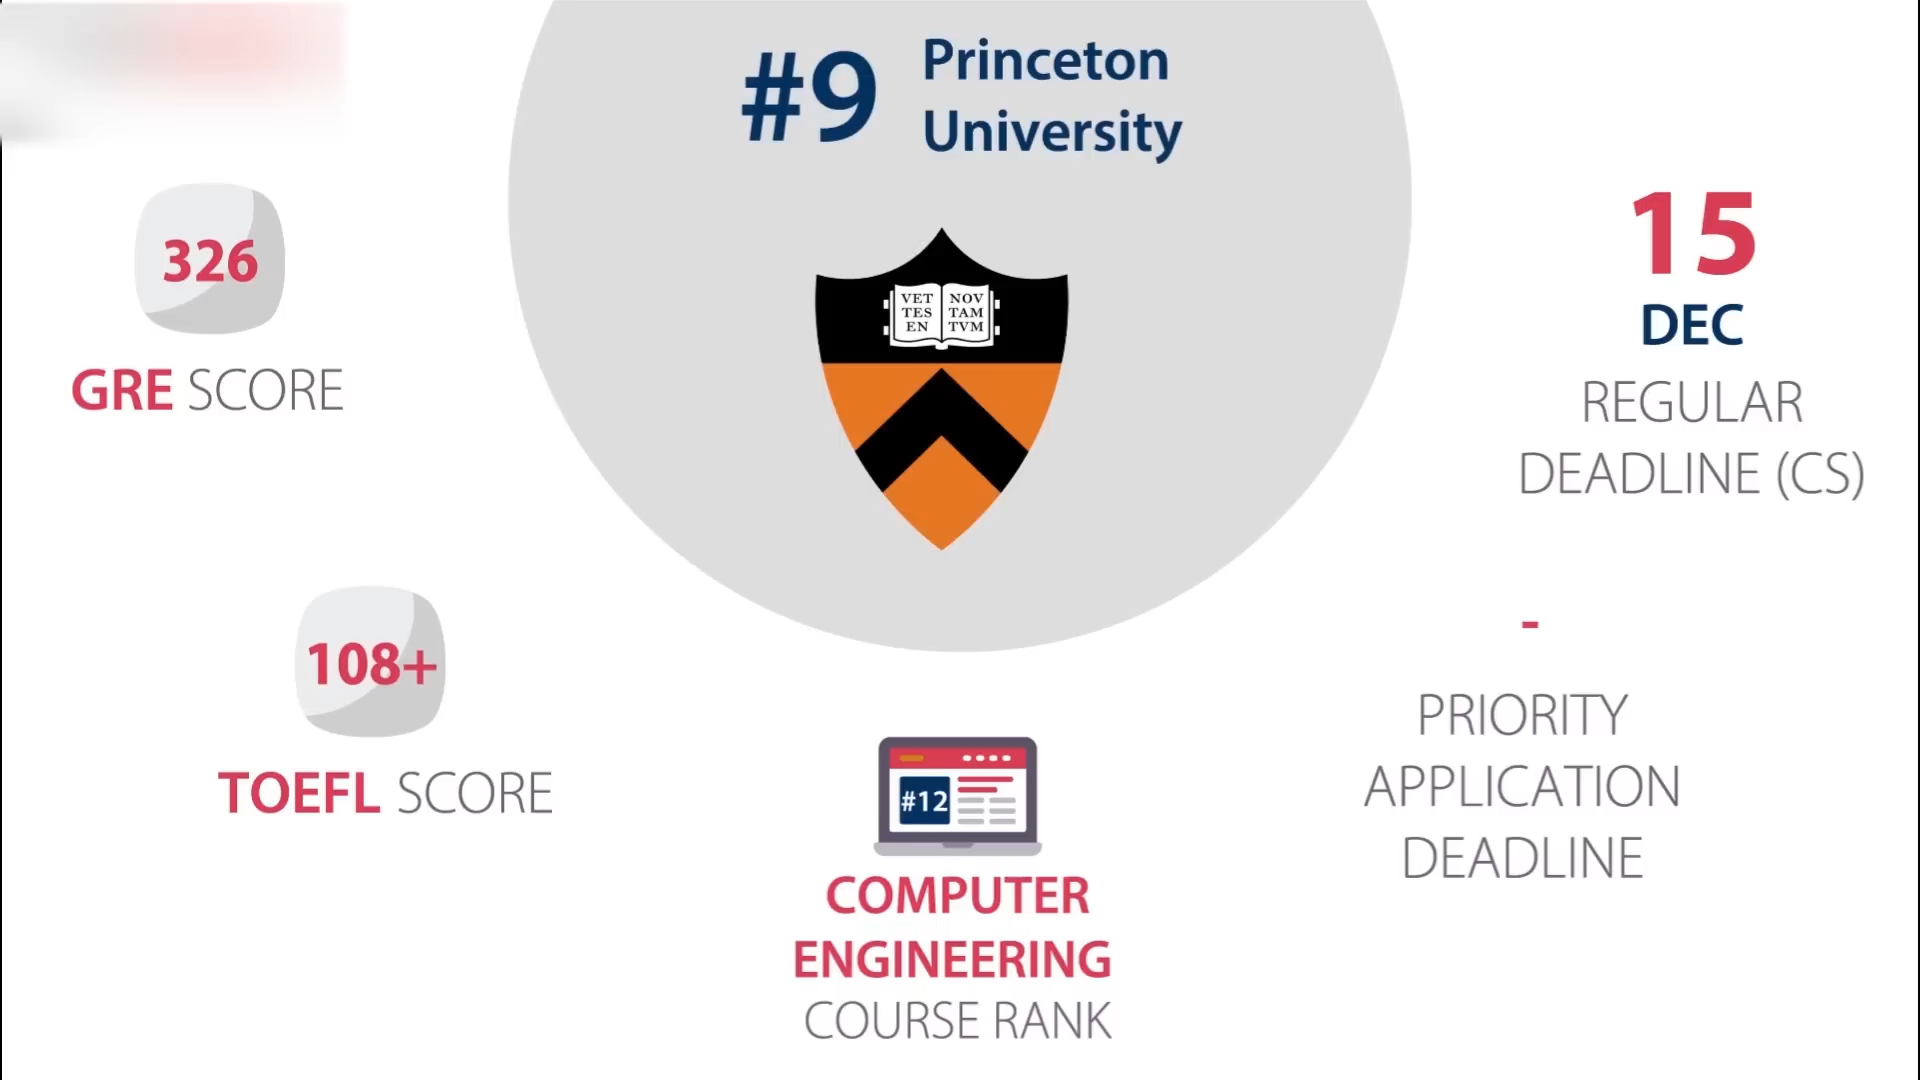 #9
Princeton
University
VET
TES
EN
NOV
TAM
TVM
326
GRE SCORE
15
DEC
REGULAR
DEADLINE (CS)
108+
TOEFL SCORE
-
PRIORITY
APPLICATION
DEADLINE
#12
COMPUTER
ENGINEERING
COURSE RANK